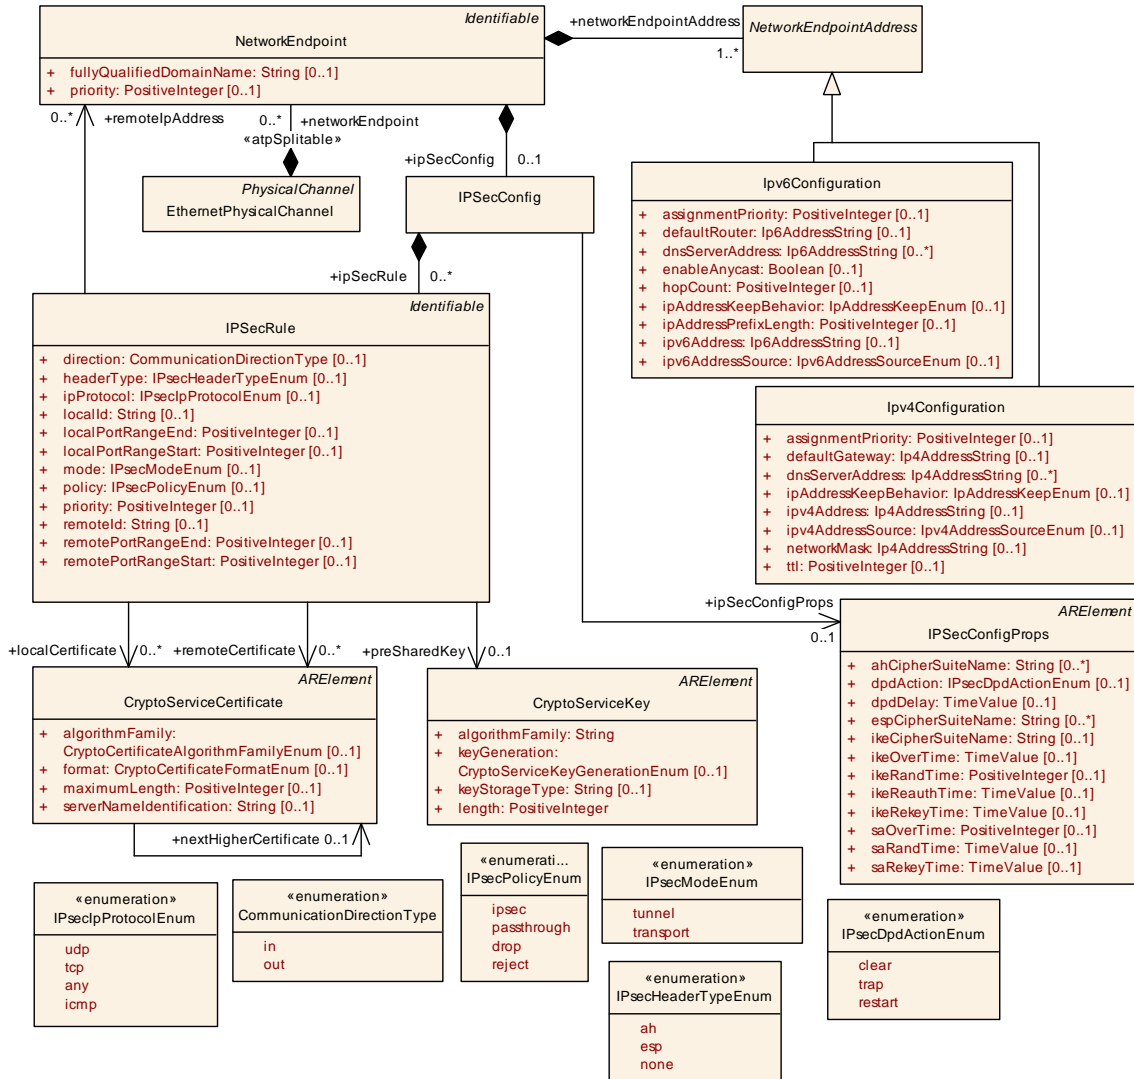 Identifiable
NetworkEndpoint
+ fullyQualifiedDomainName: String [0..1]
+ priority: PositiveInteger [0..1]
+networkEndpointAddress
1..*
NetworkEndpointAddress
0..*
+remoteIpAddress
0..*
+networkEndpoint
«atpSplitable»
+ipSecConfig
0..1
PhysicalChannel
EthernetPhysicalChannel
IPSecConfig
+ipSecRule
0..*
Ipv6Configuration
+ assignmentPriority: PositiveInteger [0..1]
+ defaultRouter: Ip6AddressString [0..1]
+ dnsServerAddress: Ip6AddressString [0..*]
+ enableAnycast: Boolean [0..1]
+ hopCount: PositiveInteger [0..1]
+ ipAddressKeepBehavior: IpAddressKeepEnum [0..1]
+ ipAddressPrefixLength: PositiveInteger [0..1]
+ ipv6Address: Ip6AddressString [0..1]
+ ipv6AddressSource: Ipv6AddressSourceEnum [0..1]
Identifiable
IPSecRule
+ direction: CommunicationDirectionType [0..1]
+ headerType: IPsecHeaderTypeEnum [0..1]
+ ipProtocol: IPsecIpProtocolEnum [0..1]
+ localId: String [0..1]
+ localPortRangeEnd: PositiveInteger [0..1]
+ localPortRangeStart: PositiveInteger [0..1]
+ mode: IPsecModeEnum [0..1]
+ policy: IPsecPolicyEnum [0..1]
+ priority: PositiveInteger [0..1]
+ remoteId: String [0..1]
+ remotePortRangeEnd: PositiveInteger [0..1]
+ remotePortRangeStart: PositiveInteger [0..1]
Ipv4Configuration
+ assignmentPriority: PositiveInteger [0..1]
+ defaultGateway: Ip4AddressString [0..1]
+ dnsServerAddress: Ip4AddressString [0..*]
+ ipAddressKeepBehavior: IpAddressKeepEnum [0..1]
+ ipv4Address: Ip4AddressString [0..1]
+ ipv4AddressSource: Ipv4AddressSourceEnum [0..1]
+ networkMask: Ip4AddressString [0..1]
+ ttl: PositiveInteger [0..1]
+ipSecConfigProps
0..1
+localCertificate
0..*
+remoteCertificate
0..*
+preSharedKey
0..1
ARElement
CryptoServiceCertificate
+ algorithmFamily:
CryptoCertificateAlgorithmFamilyEnum [0..1]
+ format: CryptoCertificateFormatEnum [0..1]
+ maximumLength: PositiveInteger [0..1]
+ serverNameIdentification: String [0..1]
+nextHigherCertificate 0..1
ARElement
CryptoServiceKey
+ algorithmFamily: String
+ keyGeneration:
CryptoServiceKeyGenerationEnum [0..1]
+ keyStorageType: String [0..1]
+ length: PositiveInteger
ARElement
IPSecConfigProps
+ ahCipherSuiteName: String [0..*]
+ dpdAction: IPsecDpdActionEnum [0..1]
+ dpdDelay: TimeValue [0..1]
+ espCipherSuiteName: String [0..*]
+ ikeCipherSuiteName: String [0..1]
+ ikeOverTime: TimeValue [0..1]
+ ikeRandTime: PositiveInteger [0..1]
+ ikeReauthTime: TimeValue [0..1]
+ ikeRekeyTime: TimeValue [0..1]
+ saOverTime: PositiveInteger [0..1]
+ saRandTime: TimeValue [0..1]
+ saRekeyTime: TimeValue [0..1]
«enumeration»
IPsecIpProtocolEnum
udp
tcp
any
icmp
«enumeration»
CommunicationDirectionType
in
out
«enumerati...
IPsecPolicyEnum
ipsec
passthrough
drop
reject
«enumeration»
IPsecModeEnum
tunnel
transport
«enumeration»
IPsecHeaderTypeEnum
ah
esp
none
«enumeration»
IPsecDpdActionEnum
clear
trap
restart